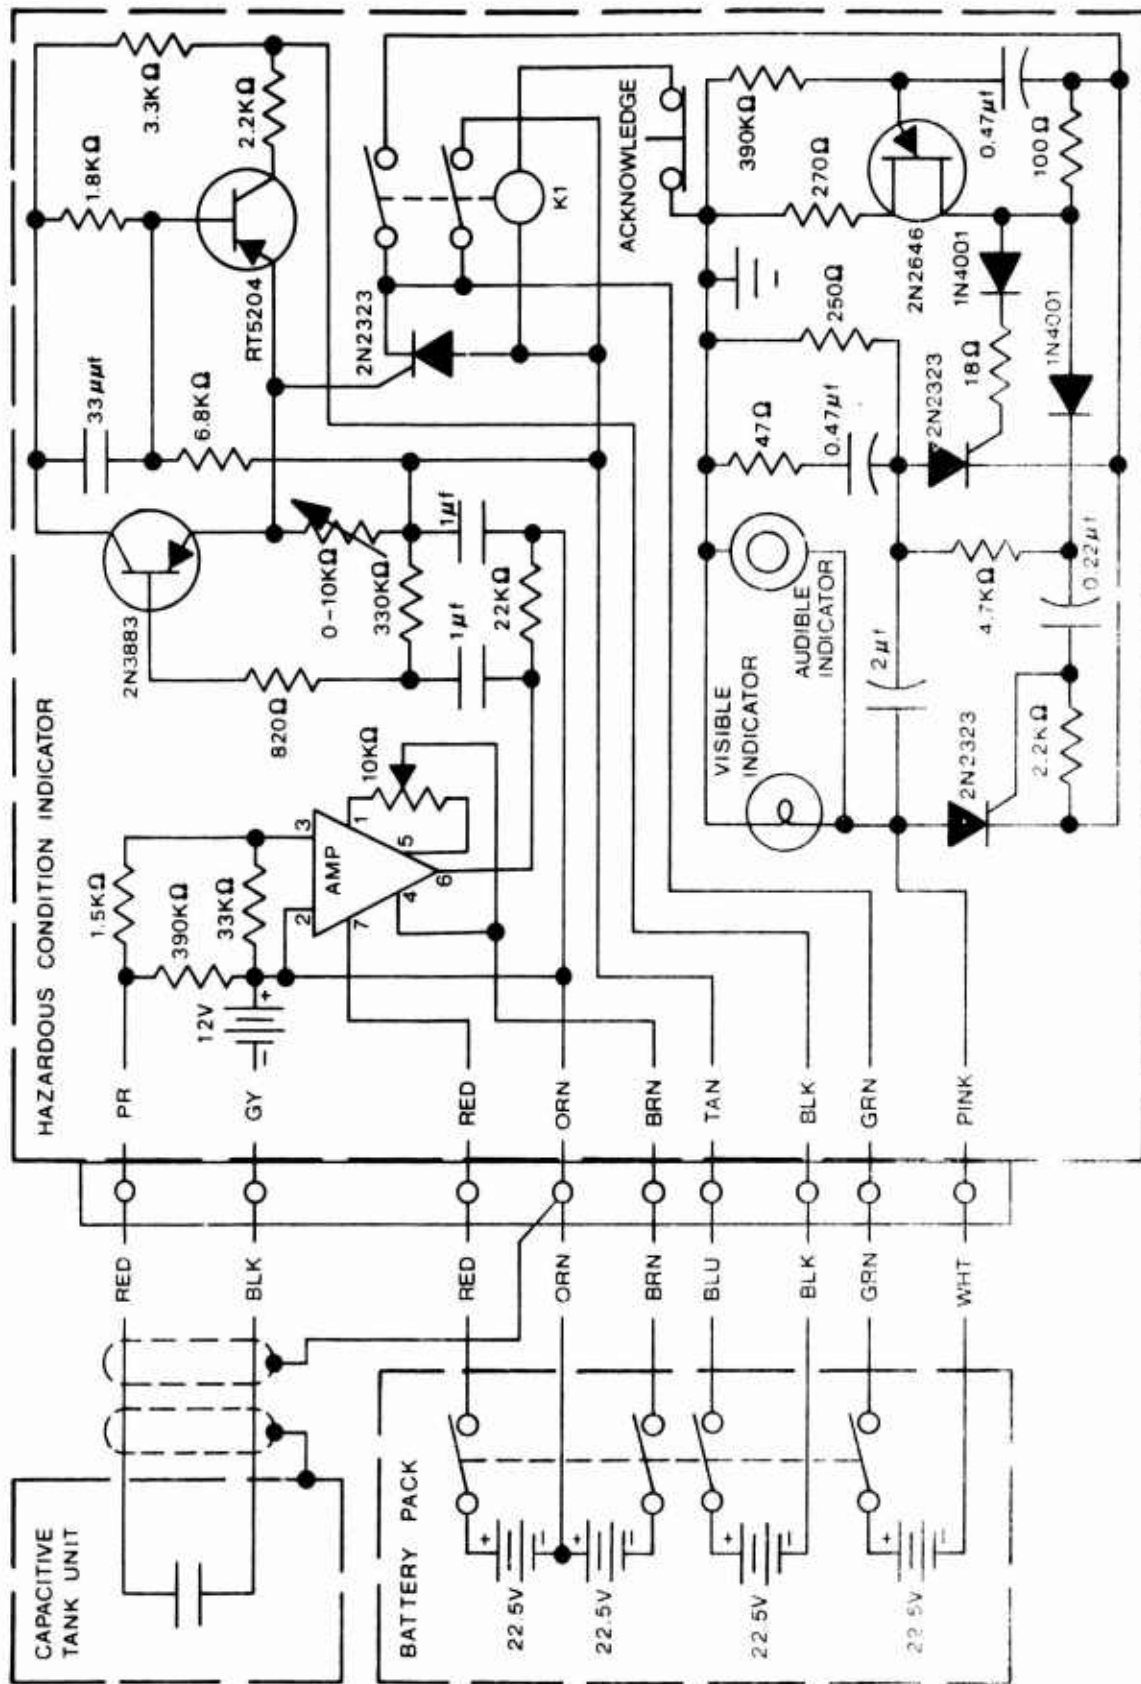 HAZARDOUS CONDITION INDICATOR
3.3KΩ
1.8KΩ
2.2KΩ
RT5204
33μμf
6.8KΩ
2N3883
0-10KΩ
330KΩ
1μf
1μf
22KΩ
820Ω
10KΩ
AMP
1
2
3
4
5
6
7
1.5KΩ
390KΩ
33KΩ
12V
+
-
2N2323
K1
ACKNOWLEDGE
390KΩ
270Ω
0.47μf
100Ω
2N2646
1N4001
250Ω
18Ω
1N4001
47Ω
0.47μf
2N2323
AUDIBLE
INDICATOR
VISIBLE
INDICATOR
2μf
4.7KΩ
0.22μf
2N2323
2.2KΩ
PR
GY
RED
ORN
BRN
TAN
BLK
GRN
PINK
RED
BLK
RED
ORN
BRN
BLU
BLK
GRN
WHT
CAPACITIVE
TANK UNIT
BATTERY PACK
+
-
22.5V
+
-
22.5V
+
-
22.5V
+
-
22.5V